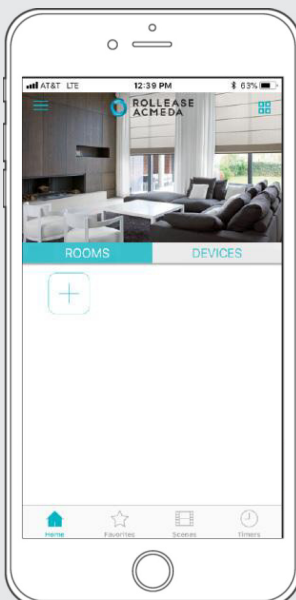 AT&T LTE 12:39 PM 63%
ROLLEASE
ACMEDA
ROOMS DEVICES
Home Favorites Scenes Timers